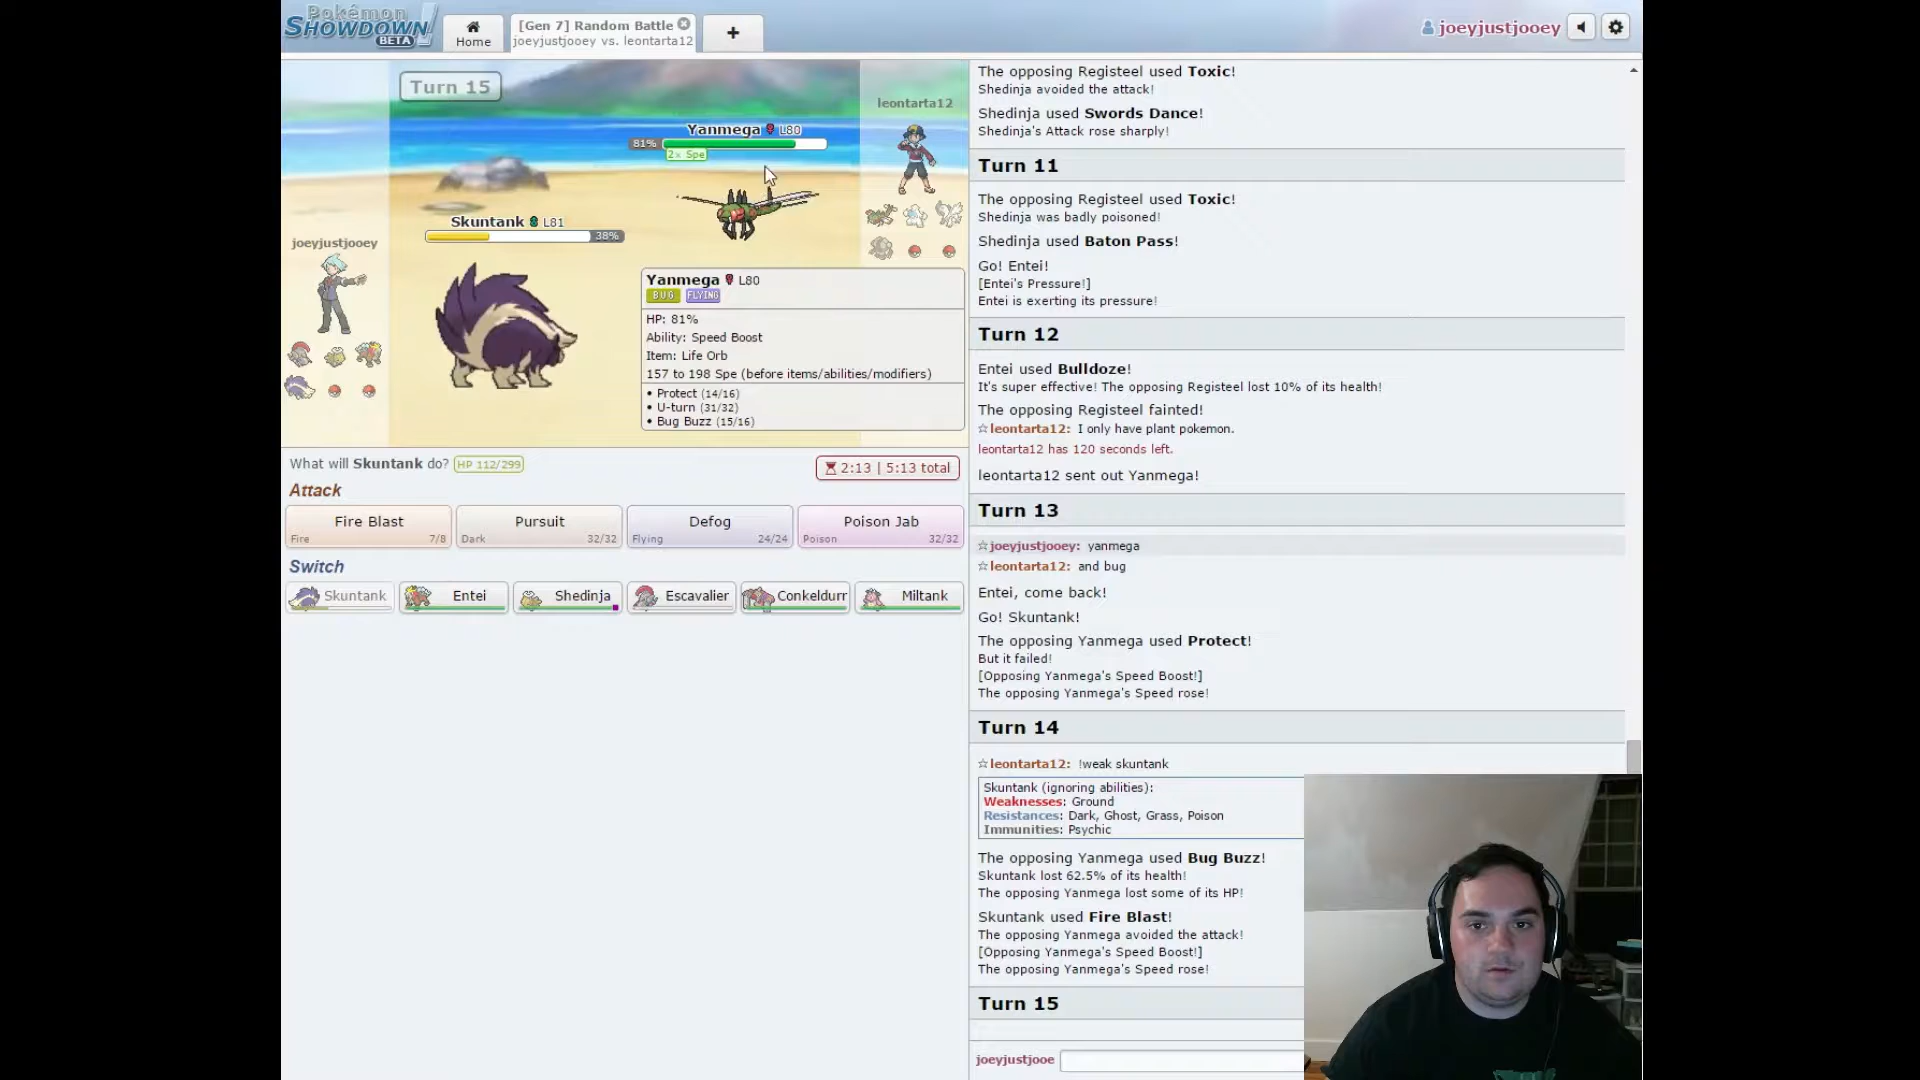 Pokémon
SHOWDOWN!
BETA
Home
[Gen 7] Random Battle
joeyjustjooey vs. leontarta12
+
joeyjustjooey
Turn 15
leontarta12
Yanmega L80
81%
2× Spe
Skuntank L81
38%
joeyjustjooey
Yanmega L80
BUG FLYING
HP: 81%
Ability: Speed Boost
Item: Life Orb
157 to 198 Spe (before items/abilities/modifiers)
• Protect (14/16)
• U-turn (31/32)
• Bug Buzz (15/16)
What will Skuntank do? HP 112/299
2:13 | 5:13 total
Attack
Fire Blast
Fire 7/8
Pursuit
Dark 32/32
Defog
Flying 24/24
Poison Jab
Poison 32/32
Switch
Skuntank
Entei
Shedinja
Escavalier
Conkeldurr
Miltank
The opposing Registeel used Toxic!
Shedinja avoided the attack!
Shedinja used Swords Dance!
Shedinja's Attack rose sharply!
Turn 11
The opposing Registeel used Toxic!
Shedinja was badly poisoned!
Shedinja used Baton Pass!
Go! Entei!
[Entei's Pressure!]
Entei is exerting its pressure!
Turn 12
Entei used Bulldoze!
It's super effective! The opposing Registeel lost 10% of its health!
The opposing Registeel fainted!
☆leontarta12: I only have plant pokemon.
leontarta12 has 120 seconds left.
leontarta12 sent out Yanmega!
Turn 13
☆joeyjustjooey: yanmega
☆leontarta12: and bug
Entei, come back!
Go! Skuntank!
The opposing Yanmega used Protect!
But it failed!
[Opposing Yanmega's Speed Boost!]
The opposing Yanmega's Speed rose!
Turn 14
☆leontarta12: !weak skuntank
Skuntank (ignoring abilities):
Weaknesses: Ground
Resistances: Dark, Ghost, Grass, Poison
Immunities: Psychic
The opposing Yanmega used Bug Buzz!
Skuntank lost 62.5% of its health!
The opposing Yanmega lost some of its HP!
Skuntank used Fire Blast!
The opposing Yanmega avoided the attack!
[Opposing Yanmega's Speed Boost!]
The opposing Yanmega's Speed rose!
Turn 15
joeyjustjooe